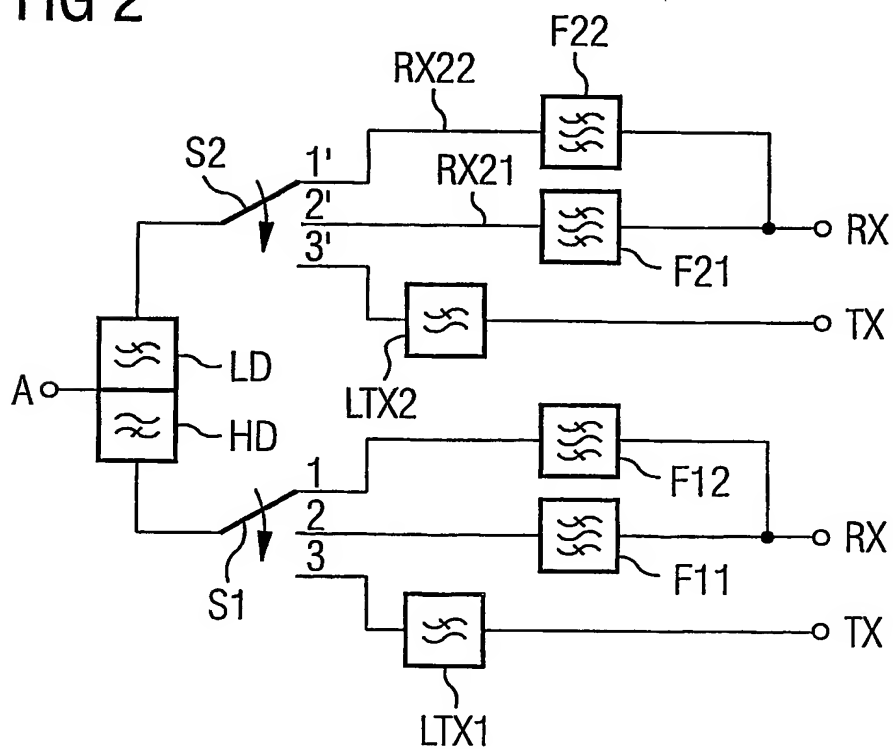 FIG 2
F22
RX22
S2
1'
RX21
2'
RX
3'
F21
TX
LD
A
LTX2
HD
1
F12
2
RX
3
F11
S1
TX
LTX1